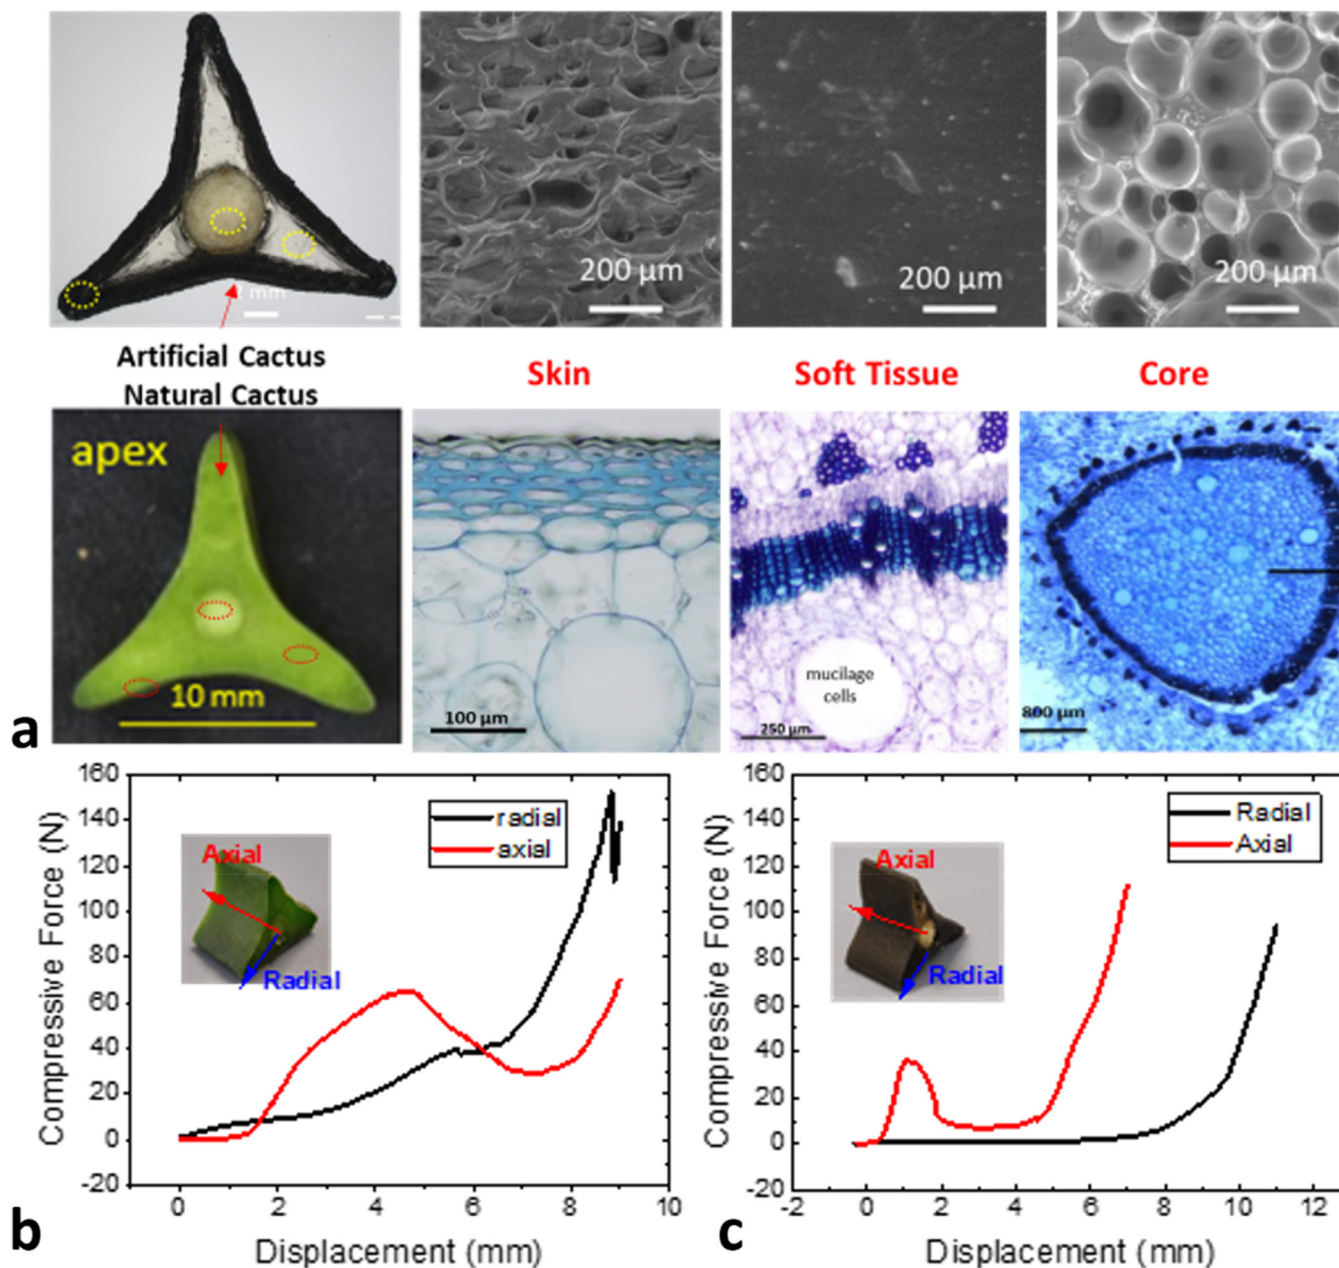 2 mm
200 µm
200 µm
200 µm
Artificial Cactus
Natural Cactus
Skin
Soft Tissue
Core
apex
10 mm
100 µm
mucilage
cells
250 µm
800 µm
a
160
140
120
100
80
60
40
20
0
-20
Compressive Force (N)
radial
axial
Axial
Radial
0
2
4
6
8
10
Displacement (mm)
b
160
140
120
100
80
60
40
20
0
-20
Compressive Force (N)
Radial
Axial
Axial
Radial
-2
0
2
4
6
8
10
12
Displacement (mm)
c